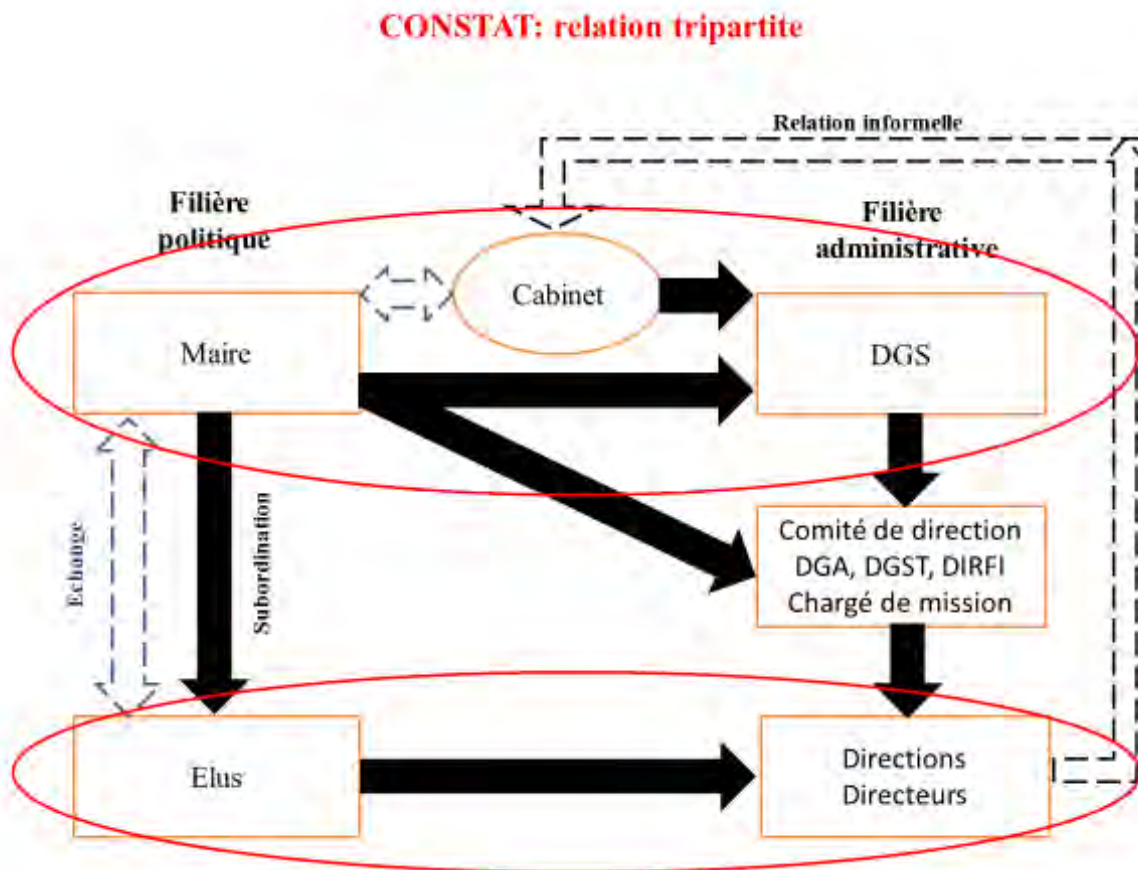 CONSTAT: relation tripartite
Relation informelle
Filière
politique
Filière
administrative
Cabinet
Maire
DGS
Echange
Subordination
Comité de direction
DGA, DGST, DIRFI
Chargé de mission
Elus
Directions
Directeurs